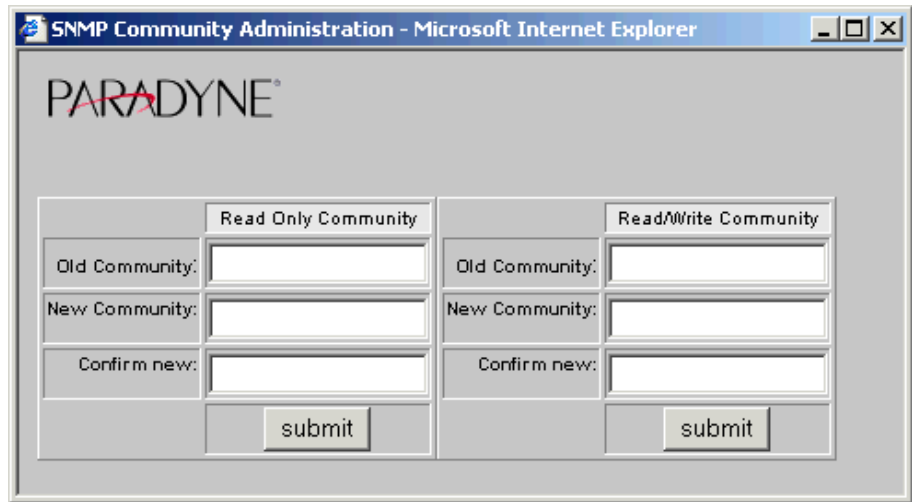 SNMP Community Administration - Microsoft Internet Explorer
PARADYNE®
Read Only Community
Read/Write Community
Old Community:
Old Community:
New Community:
New Community:
Confirm new:
Confirm new:
submit
submit